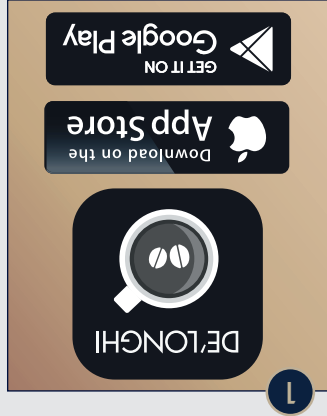 1
DE'LONGHI
Download on the
App Store
GET IT ON
Google Play